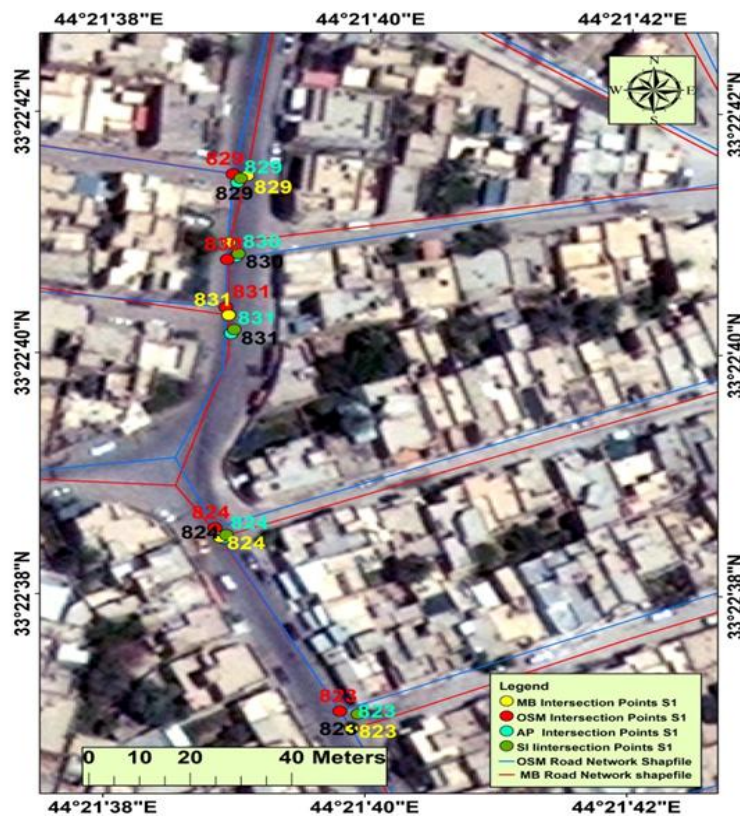 44°21'38"E 44°21'40"E 44°21'42"E
33°22'42"N 33°22'42"N
N
W E
S
829 829
829 829
830 830
830
831 831
831
831
33°22'40"N 33°22'40"N
824 824
824 824
33°22'38"N 33°22'38"N
823 823
823 823
Legend
MB Intersection Points S1
OSM Intersection Points S1
AP Intersection Points S1
SI Iintersection Points S1
OSM Road Network Shapfile
MB Road Network shapefile
0 5 10 20 30 40 Meters
44°21'38"E 44°21'40"E 44°21'42"E